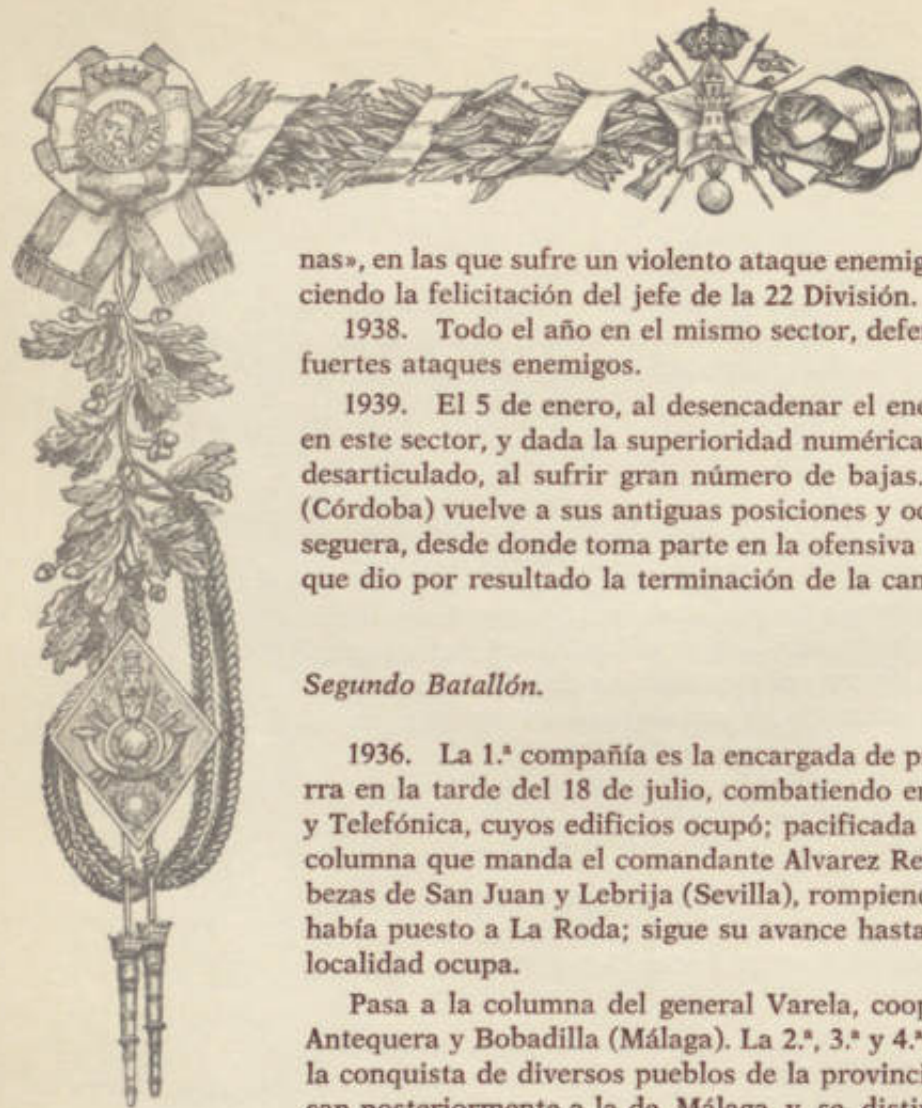 nas», en las que sufre un violento ataque enemig
ciendo la felicitación del jefe de la 22 División.
1938. Todo el año en el mismo sector, defe
fuertes ataques enemigos.
1939. El 5 de enero, al desencadenar el ene
en este sector, y dada la superioridad numérica
desarticulado, al sufrir gran número de bajas.
(Córdoba) vuelve a sus antiguas posiciones y o
seguera, desde donde toma parte en la ofensiva
que dio por resultado la terminación de la can
Segundo Batallón.
1936. La 1.ª compañía es la encargada de p
rra en la tarde del 18 de julio, combatiendo e
y Telefónica, cuyos edificios ocupó; pacificada
columna que manda el comandante Alvarez Re
bezas de San Juan y Lebrija (Sevilla), rompien
había puesto a La Roda; sigue su avance hasta
localidad ocupa.
Pasa a la columna del general Varela, coop
Antequera y Bobadilla (Málaga). La 2.ª, 3.ª y 4.ª
la conquista de diversos pueblos de la provinci
san posteriormente a la de Málaga y se distin